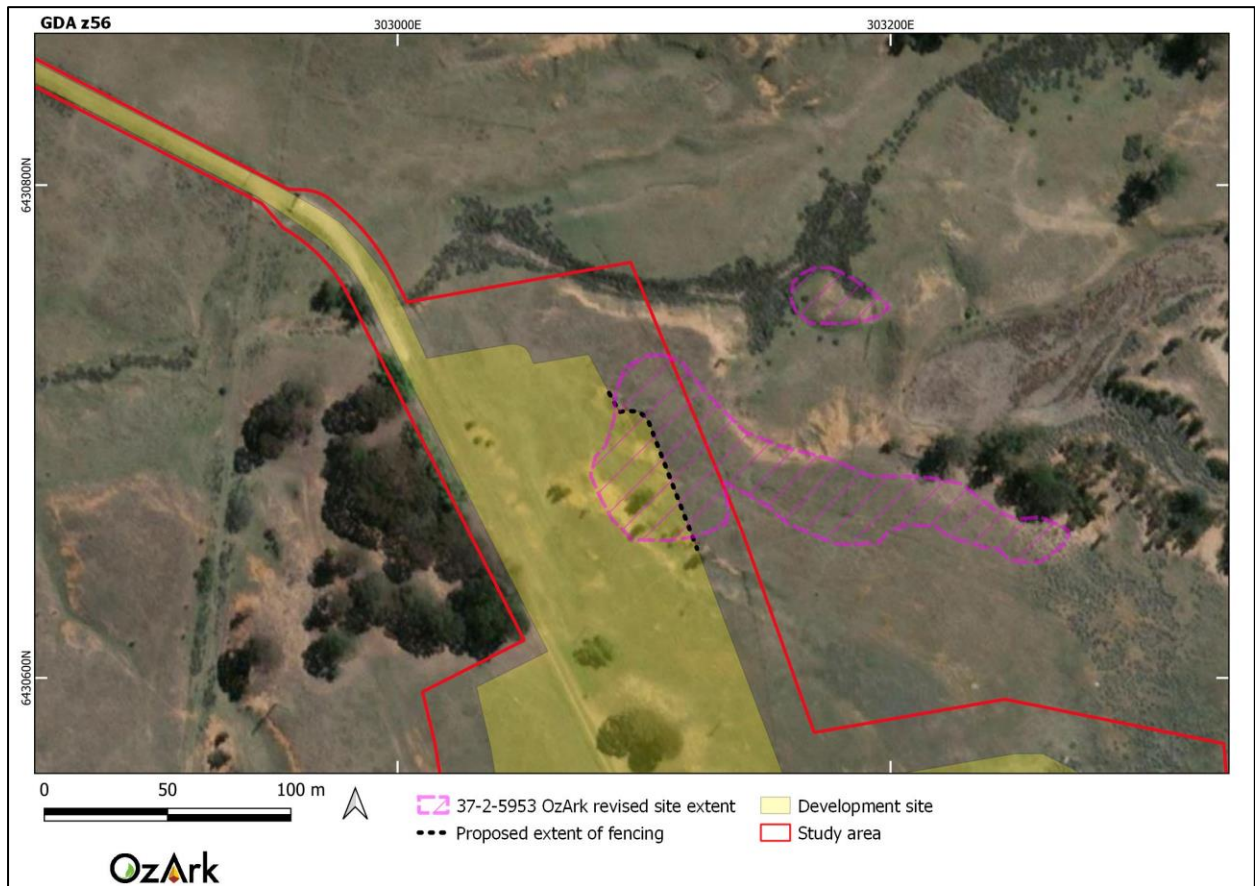 GDA z56
303000E
303200E
6430800N
6430600N
0 50 100 m
37-2-5953 OzArk revised site extent
Development site
Proposed extent of fencing
Study area
OzArk